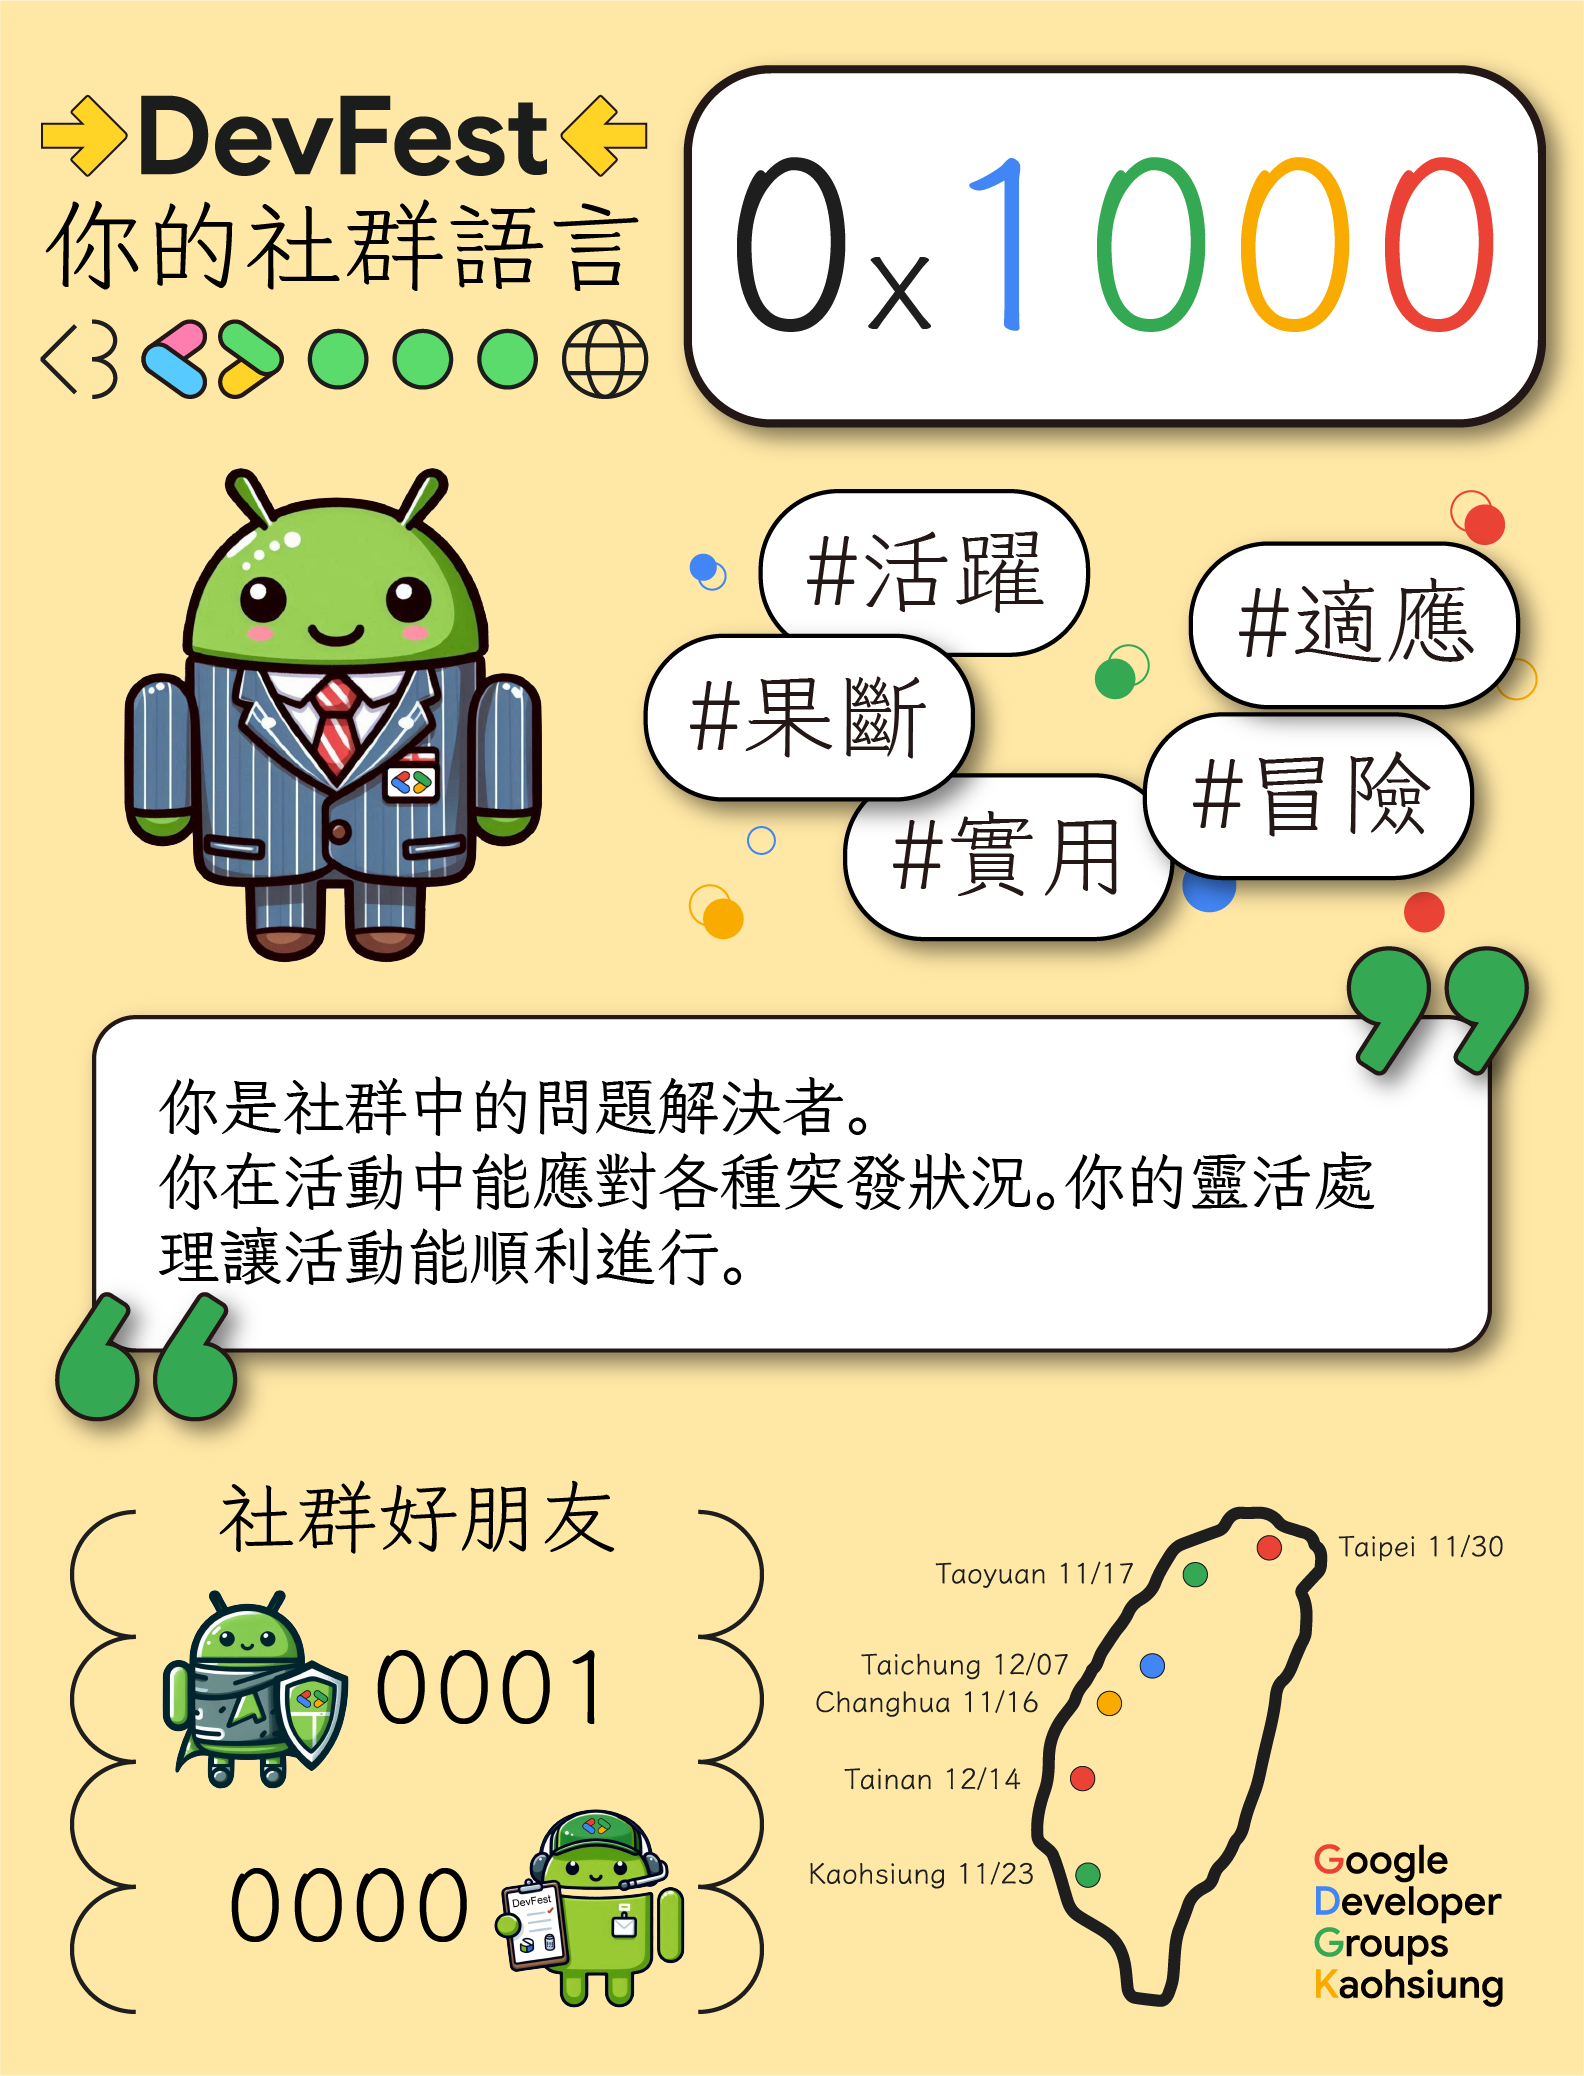 DevFest
你的社群語言
0x1000
#活躍
#適應
#果斷
#冒險
#實用
你是社群中的問題解決者。
你在活動中能應對各種突發狀況。你的靈活處
理讓活動能順利進行。
社群好朋友
0001
0000
DevFest
Taipei 11/30
Taoyuan 11/17
Taichung 12/07
Changhua 11/16
Tainan 12/14
Kaohsiung 11/23
Google
Developer
Groups
Kaohsiung